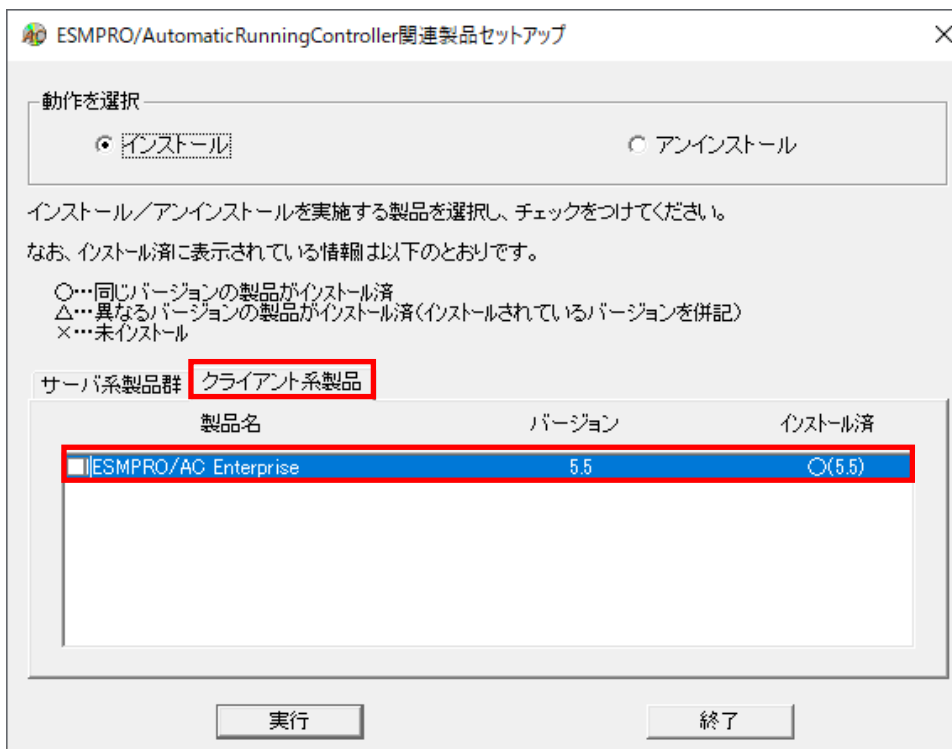 ESMPRO/AutomaticRunningController関連製品セットアップ
動作を選択
インストール
アンインストール
インストール／アンインストールを実施する製品を選択し、チェックをつけてください。
なお、インストール済に表示されている情報は以下のとおりです。
○…同じバージョンの製品がインストール済
△…異なるバージョンの製品がインストール済(インストールされているバージョンを併記)
×…未インストール
サーバ系製品群 クライアント系製品
製品名 バージョン インストール済
ESMPRO/AC Enterprise 5.5 ○(5.5)
実行 終了